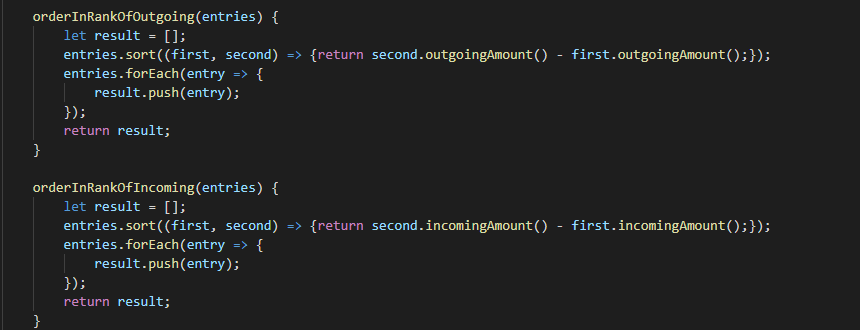 orderInRankOfOutgoing(entries) {
    let result = [];
    entries.sort((first, second) => {return second.outgoingAmount() - first.outgoingAmount();});
    entries.forEach(entry => {
        result.push(entry);
    });
    return result;
}

orderInRankOfIncoming(entries) {
    let result = [];
    entries.sort((first, second) => {return second.incomingAmount() - first.incomingAmount();});
    entries.forEach(entry => {
        result.push(entry);
    });
    return result;
}